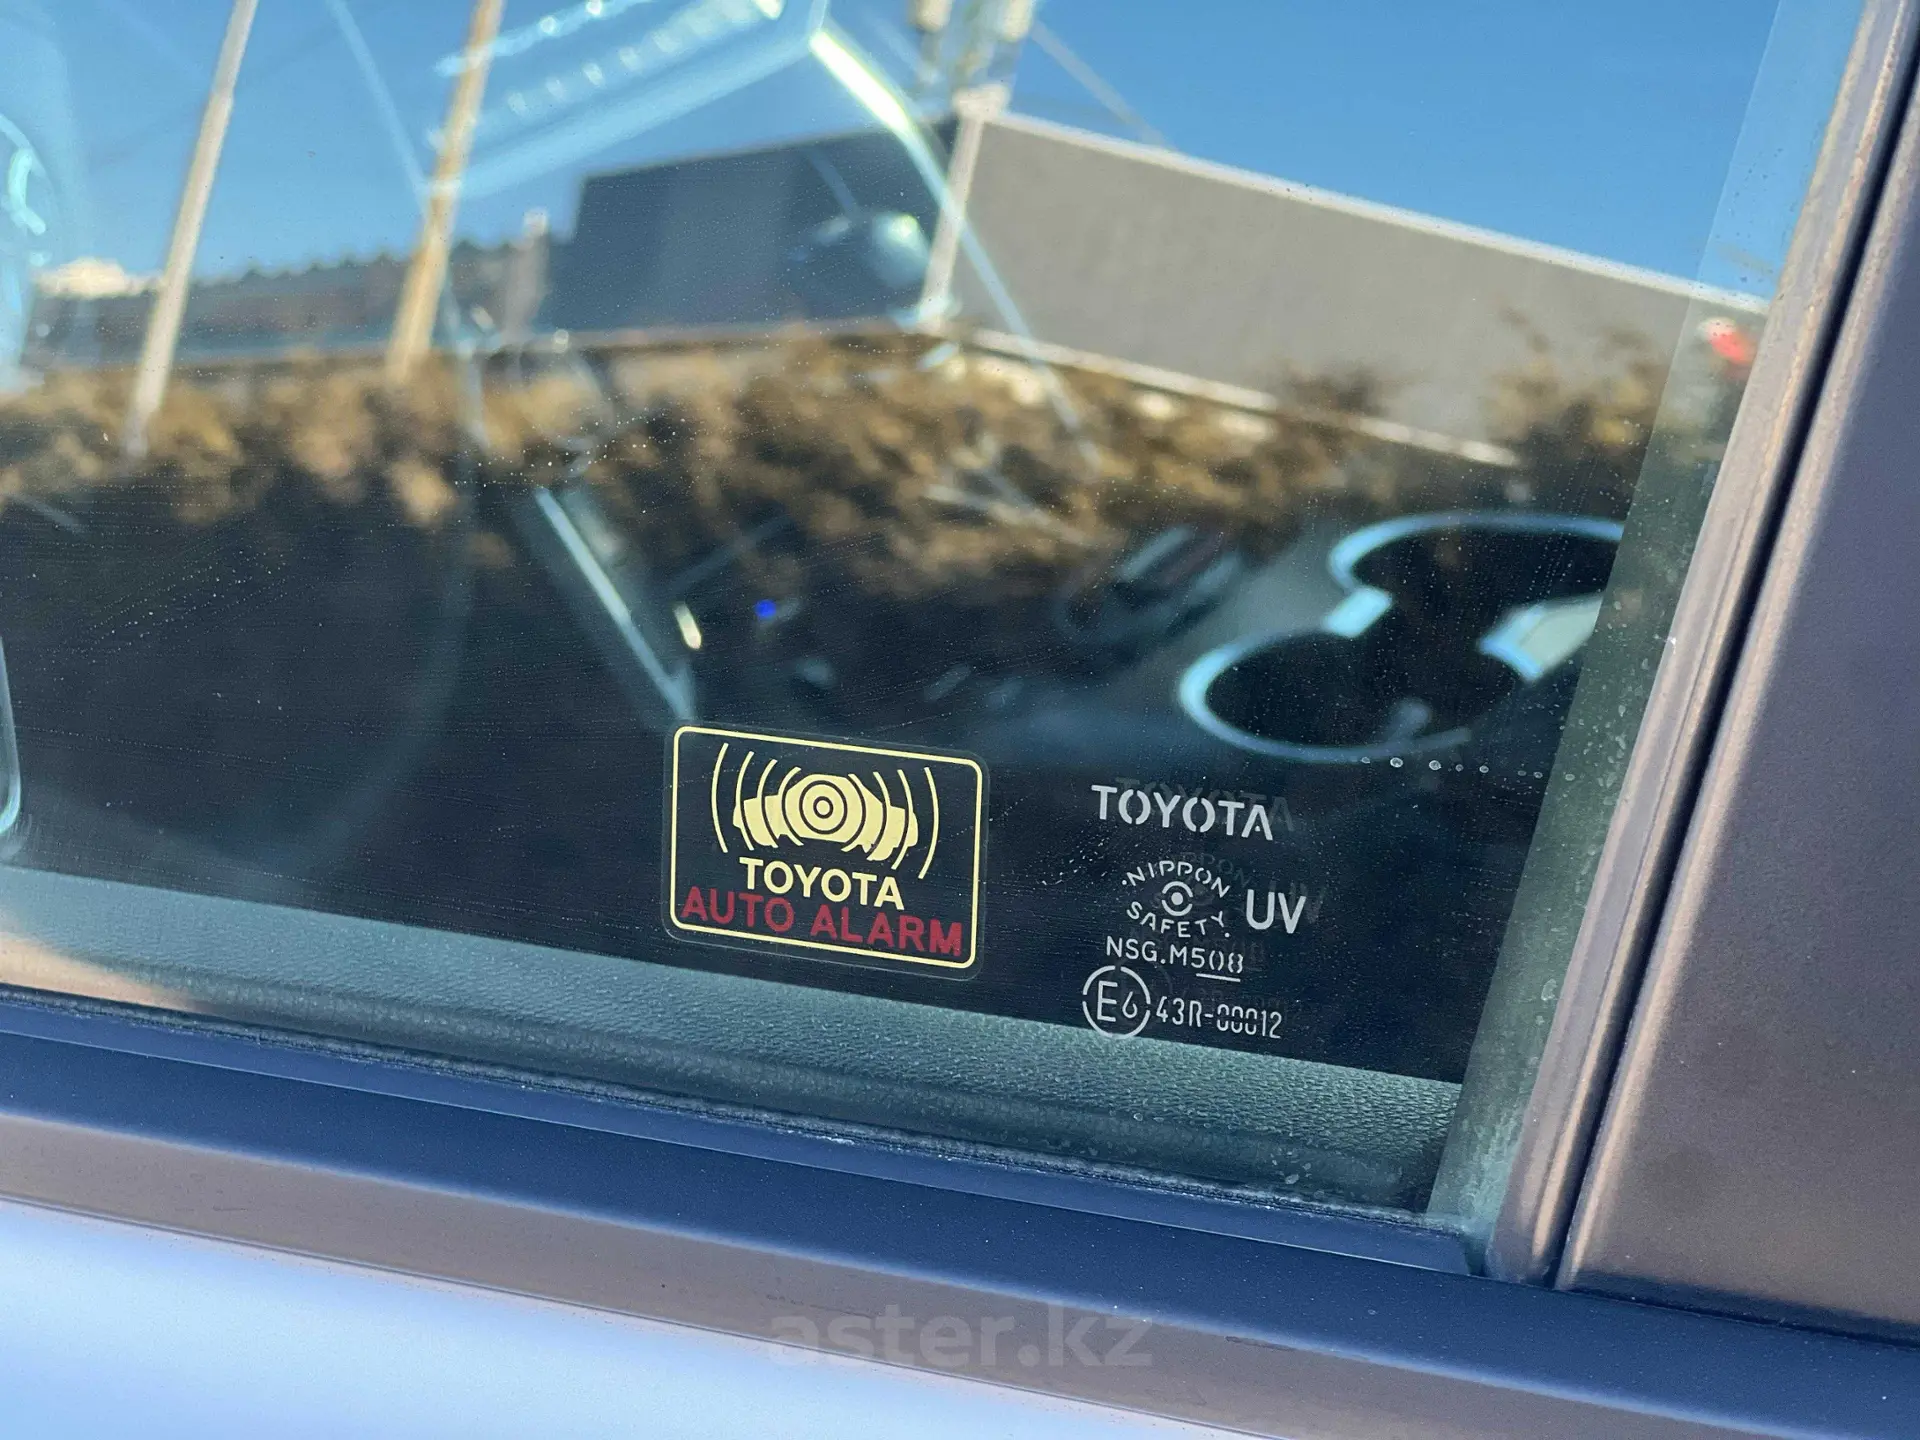 TOYOTA
AUTO ALARM
TOYOTA
·NIPPON
SAFETY.
UV
NSG.M508
E6 43R-00012
aster.kz